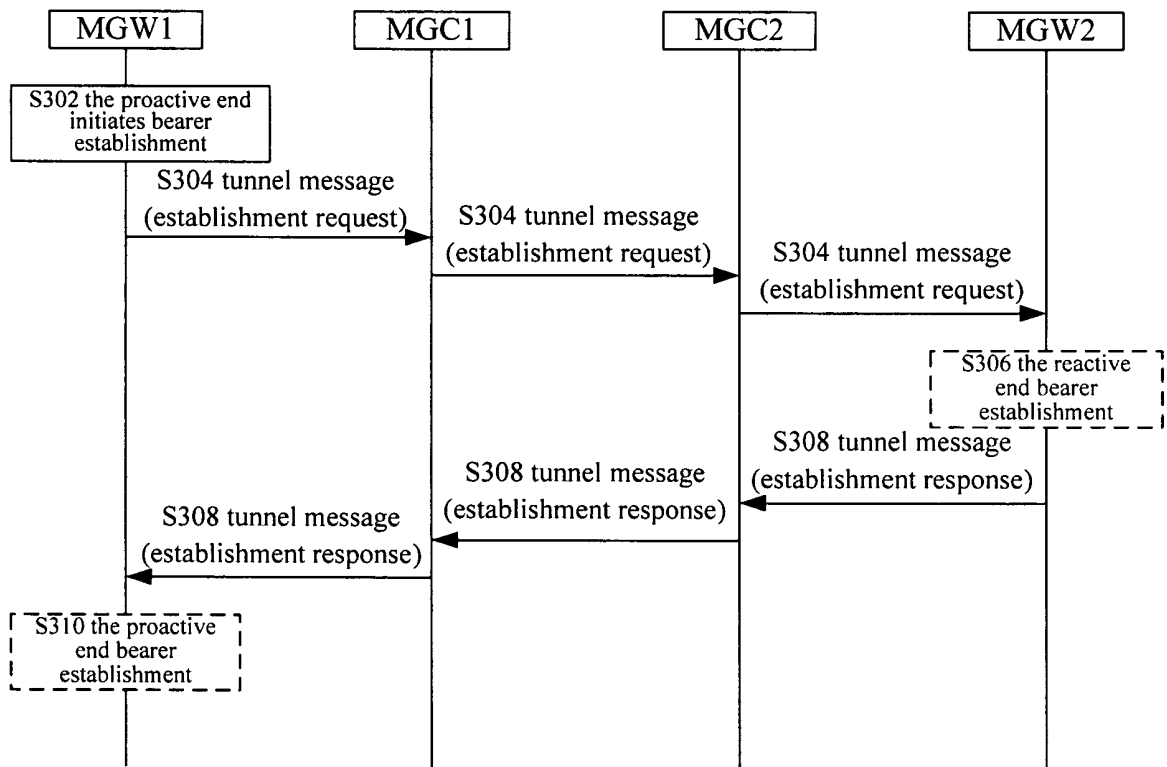 MGW1
MGC1
MGC2
MGW2
S302 the proactive end
initiates bearer
establishment
S304 tunnel message
(establishment request)
S304 tunnel message
(establishment request)
S304 tunnel message
(establishment request)
S306 the reactive
end bearer
establishment
S308 tunnel message
(establishment response)
S308 tunnel message
(establishment response)
S308 tunnel message
(establishment response)
S310 the proactive
end bearer
establishment